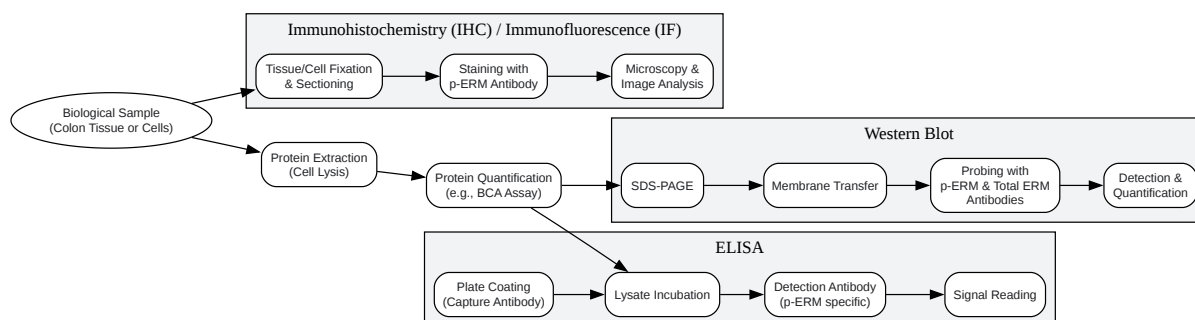 Immunohistochemistry (IHC) / Immunofluorescence (IF)
Tissue/Cell Fixation
& Sectioning
Staining with
p-ERM Antibody
Microscopy &
Image Analysis
Biological Sample
(Colon Tissue or Cells)
Protein Extraction
(Cell Lysis)
Protein Quantification
(e.g., BCA Assay)
Western Blot
SDS-PAGE
Membrane Transfer
Probing with
p-ERM & Total ERM
Antibodies
Detection &
Quantification
ELISA
Plate Coating
(Capture Antibody)
Lysate Incubation
Detection Antibody
(p-ERM specific)
Signal Reading